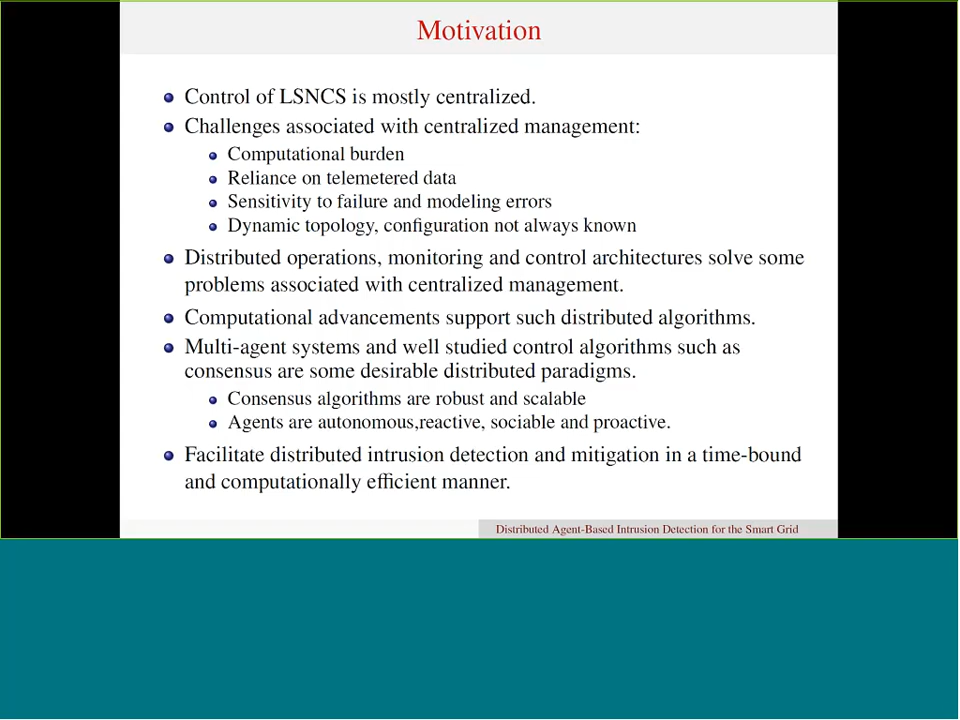 Motivation
Control of LSNCS is mostly centralized.
Challenges associated with centralized management:
Computational burden
Reliance on telemetered data
Sensitivity to failure and modeling errors
Dynamic topology, configuration not always known
Distributed operations, monitoring and control architectures solve some
problems associated with centralized management.
Computational advancements support such distributed algorithms.
Multi-agent systems and well studied control algorithms such as
consensus are some desirable distributed paradigms.
Consensus algorithms are robust and scalable
Agents are autonomous,reactive, sociable and proactive.
Facilitate distributed intrusion detection and mitigation in a time-bound
and computationally efficient manner.
Distributed Agent-Based Intrusion Detection for the Smart Grid